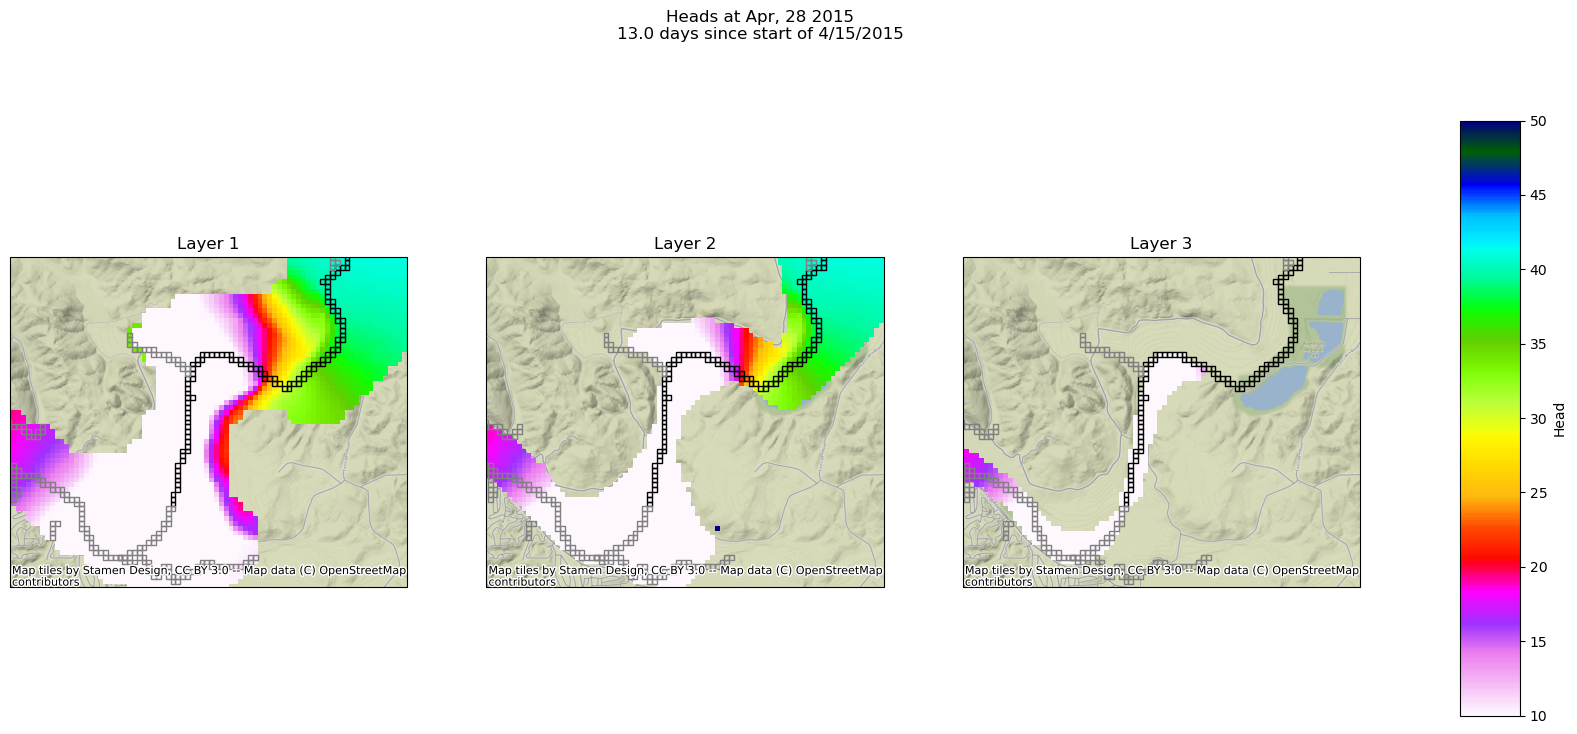 Heads at Apr, 28 2015
13.0 days since start of 4/15/2015
Layer 1
Layer 2
Layer 3
Map tiles by Stamen Design, CC BY 3.0 -- Map data (C) OpenStreetMap
contributors
Map tiles by Stamen Design, CC BY 3.0 -- Map data (C) OpenStreetMap
contributors
Map tiles by Stamen Design, CC BY 3.0 -- Map data (C) OpenStreetMap
contributors
50
45
40
35
30
25
20
15
10
Head